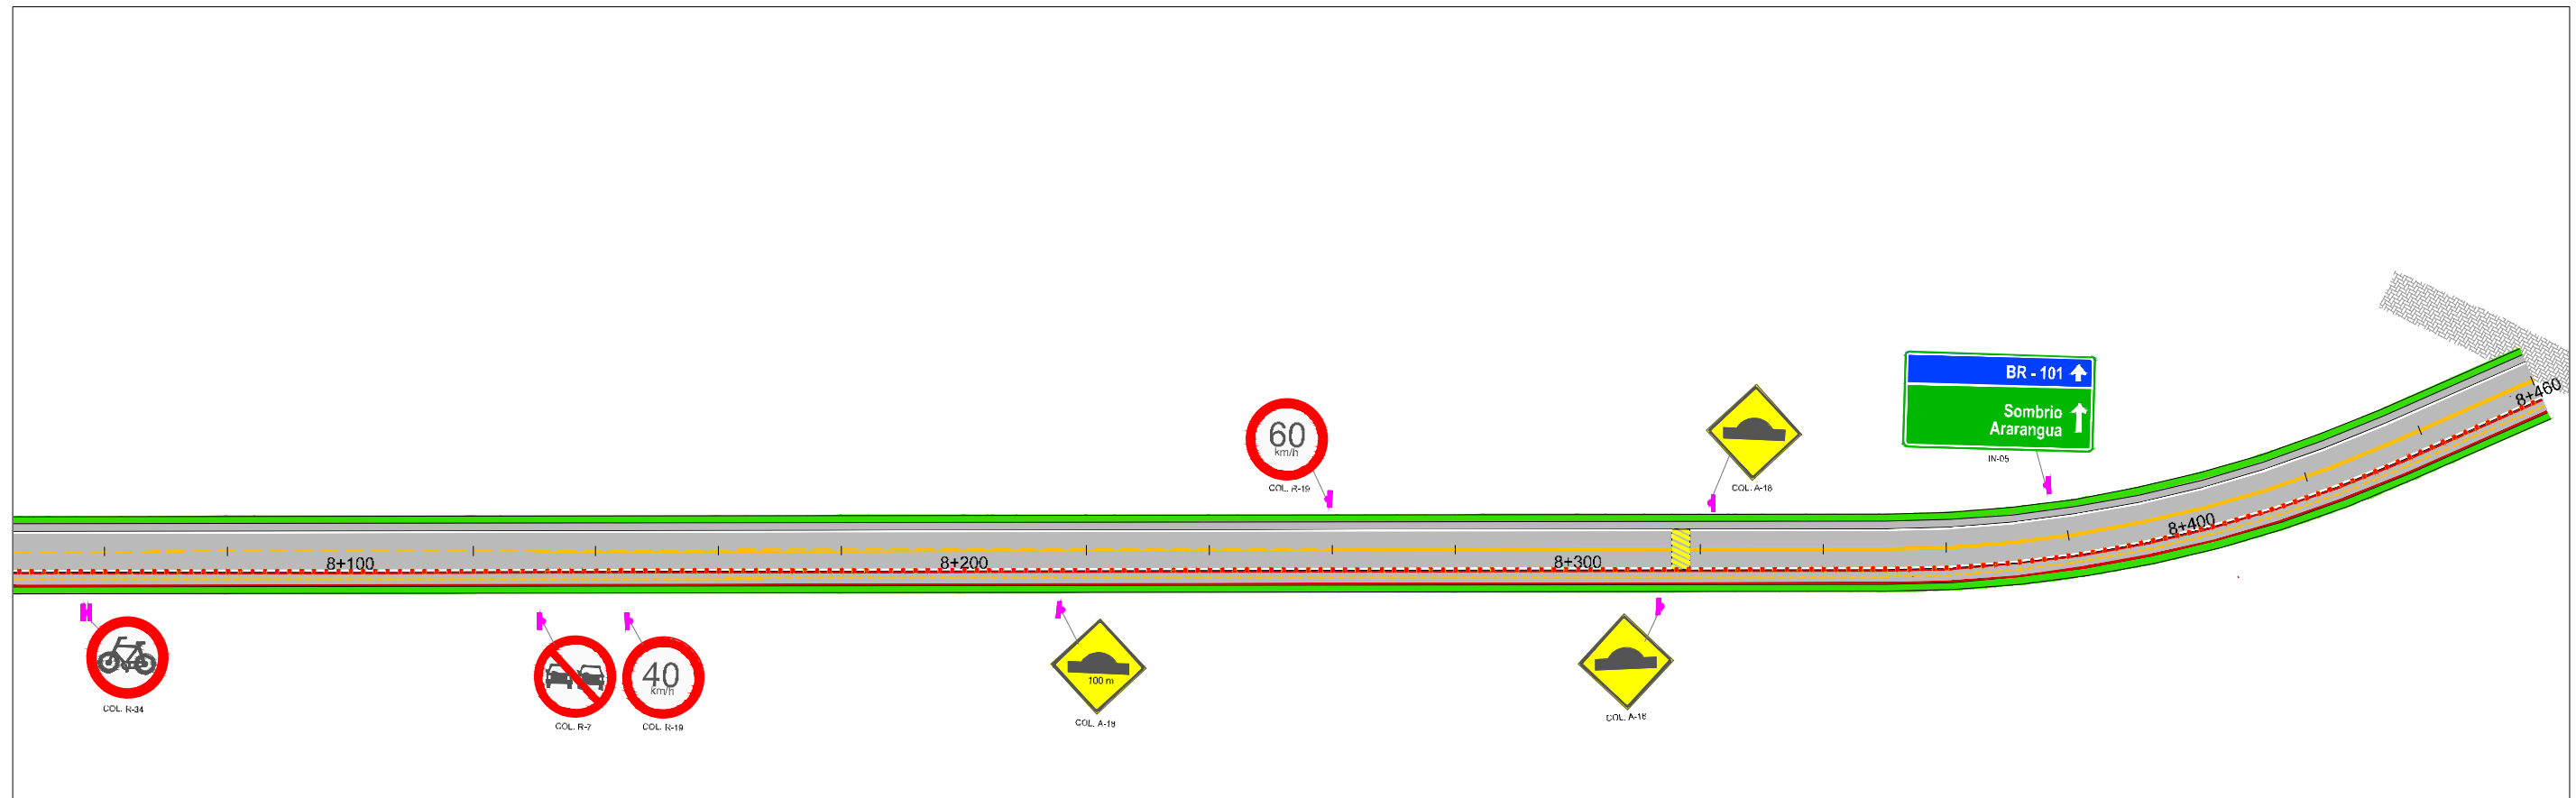 BR - 101
Sombrio
Ararangua
IN-05
60
km/h
COL. R-19
COL. A-18
8+460
8+400
8+100
8+200
8+300
COL. R-34
COL. R-7
40
km/h
COL. R-19
100 m
COL. A-18
COL. A-18